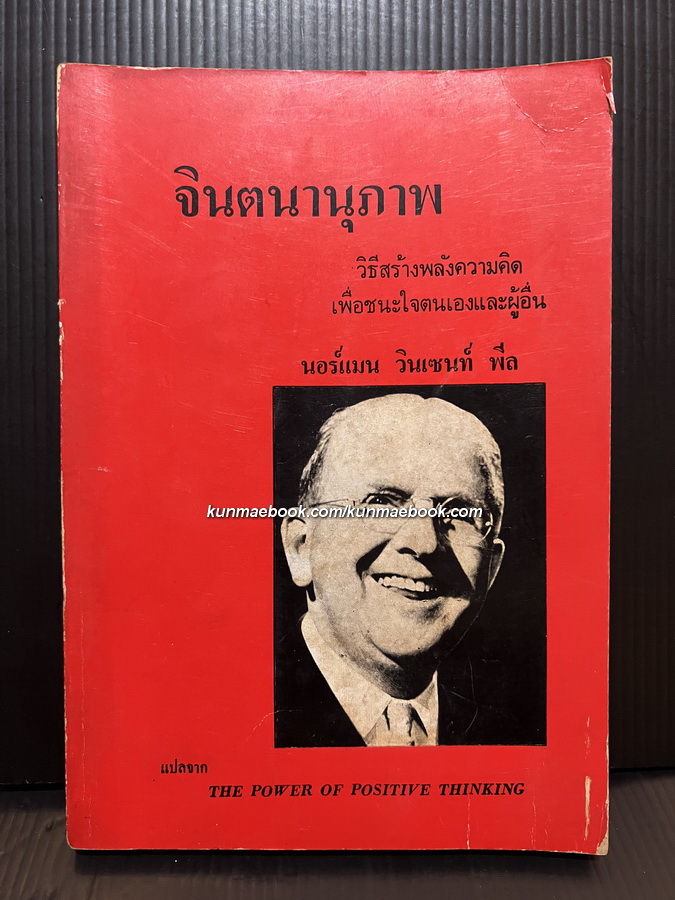 จินตนานุภาพ
วิธีสร้างพลังความคิด
เพื่อชนะใจตนเองและผู้อื่น
นอร์แมน วินเซนท์ พีล
kunmaebook.com/kunmaebook.com
แปลจาก
THE POWER OF POSITIVE THINKING